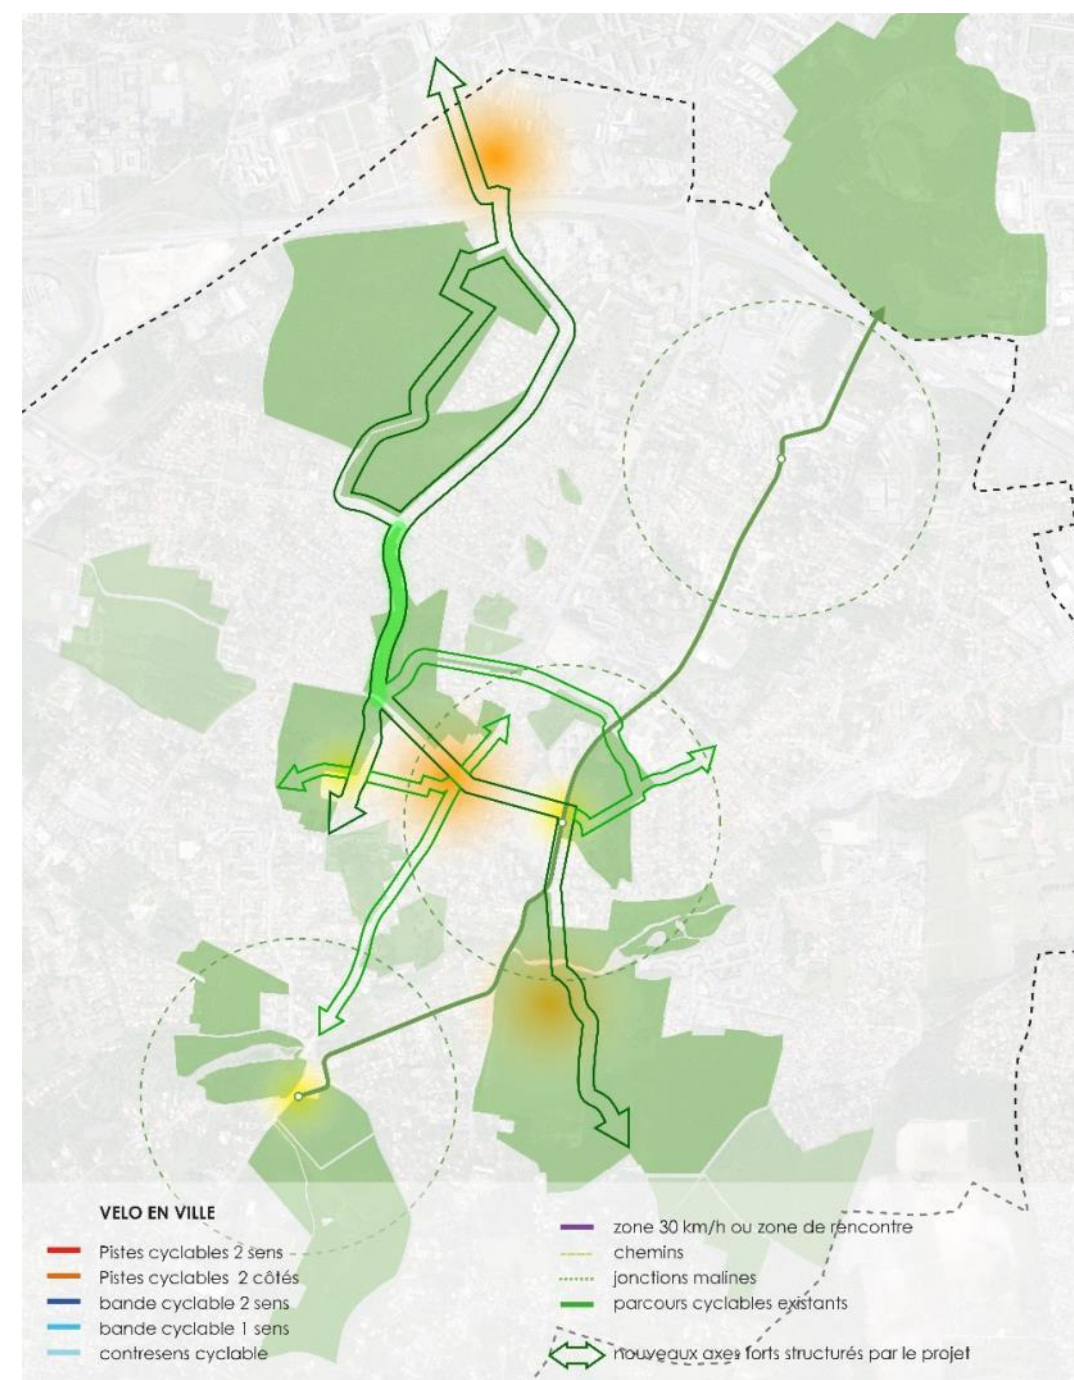 VELO EN VILLE
Pistes cyclables 2 sens
Pistes cyclables 2 côtés
bande cyclable 2 sens
bande cyclable 1 sens
contresens cyclable
zone 30 km/h ou zone de rencontre
chemins
jonctions malines
parcours cyclables existants
nouveaux axes forts structurés par le projet